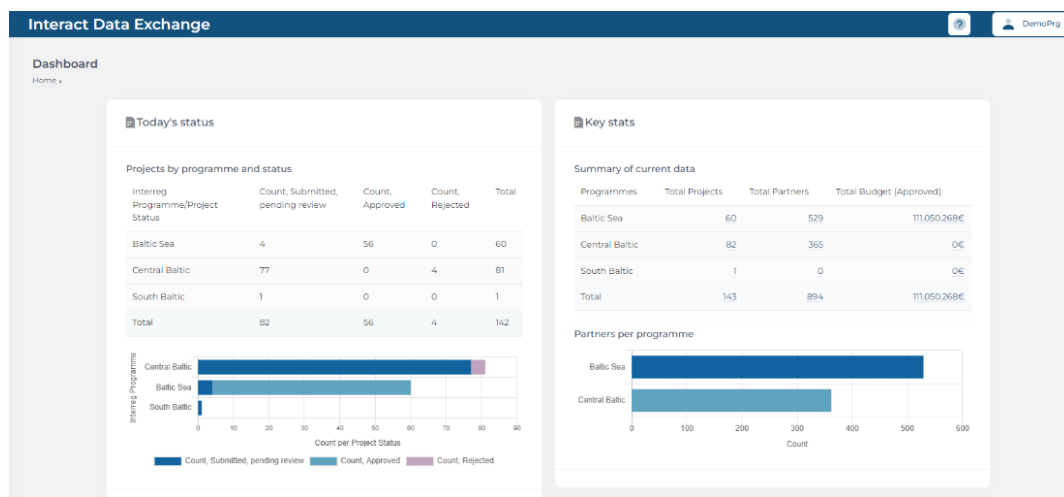 Interact Data Exchange
?
DemoPrg
Dashboard
Home ▸
Today's status
Projects by programme and status
Interreg Programme/Project Status Count, Submitted, pending review Count, Approved Count, Rejected Total
Baltic Sea 4 56 0 60
Central Baltic 77 0 4 81
South Baltic 1 0 0 1
Total 82 56 4 142
Interreg Programme
Central Baltic
Baltic Sea
South Baltic
0 10 20 30 40 50 60 70 80 90
Count per Project Status
Count, Submitted, pending review Count, Approved Count, Rejected
Key stats
Summary of current data
Programmes Total Projects Total Partners Total Budget (Approved)
Baltic Sea 60 529 111.050.268€
Central Baltic 82 365 0€
South Baltic 1 0 0€
Total 143 894 111.050.268€
Partners per programme
Baltic Sea
Central Baltic
0 100 200 300 400 500 600
Count